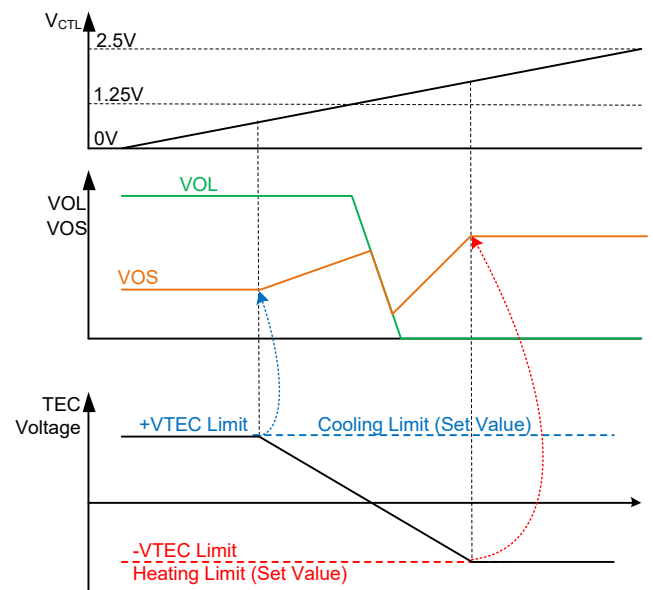 VCTL
2.5V
1.25V
0V
VOL
VOS
VOL
VOS
TEC
Voltage
+VTEC Limit
Cooling Limit (Set Value)
-VTEC Limit
Heating Limit (Set Value)